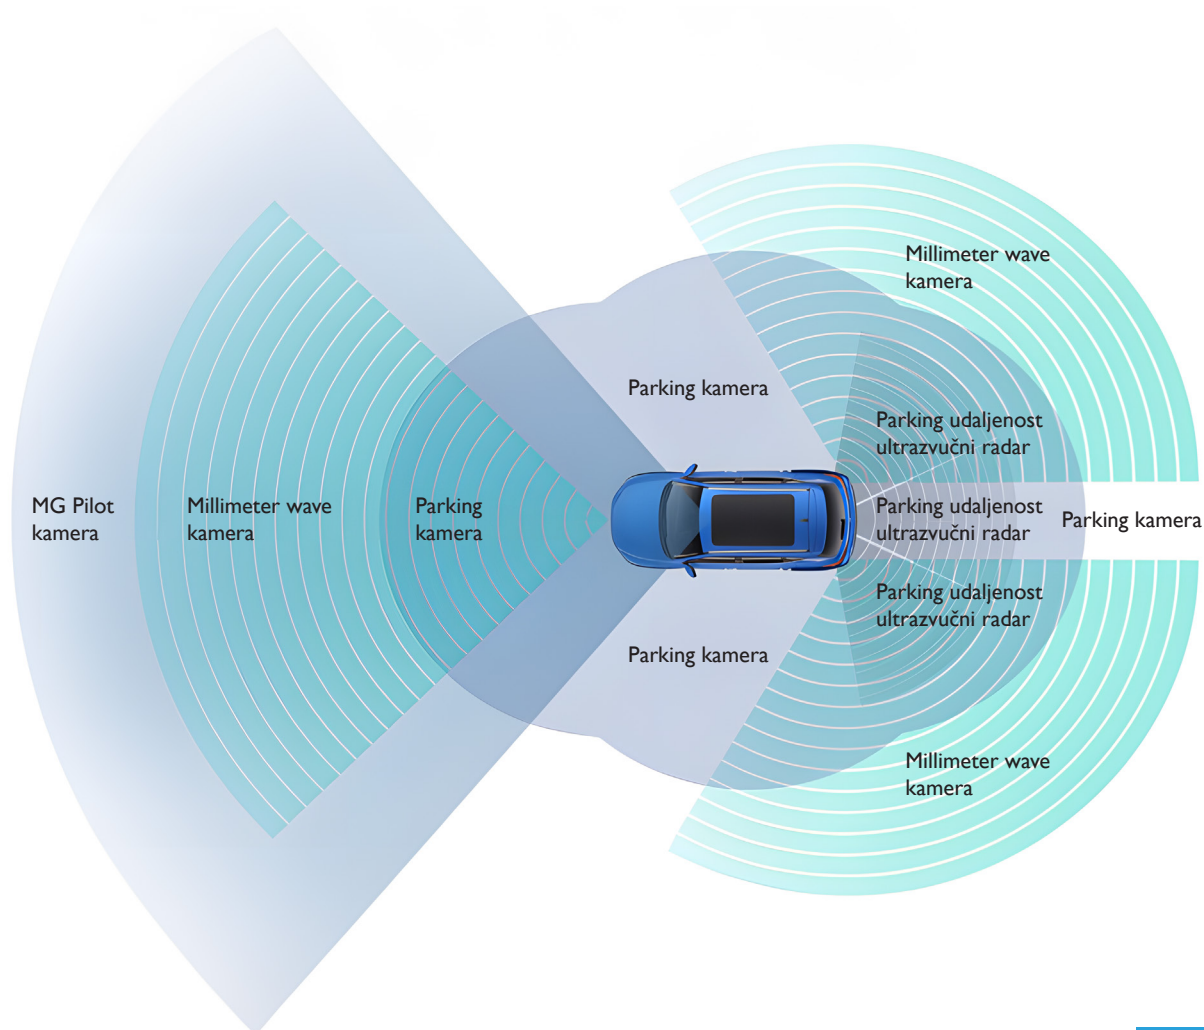 Millimeter wave
kamera
Parking kamera
Parking udaljenost
ultrazvučni radar
MG Pilot
kamera
Millimeter wave
kamera
Parking
kamera
Parking udaljenost
ultrazvučni radar
Parking kamera
Parking udaljenost
ultrazvučni radar
Parking kamera
Millimeter wave
kamera